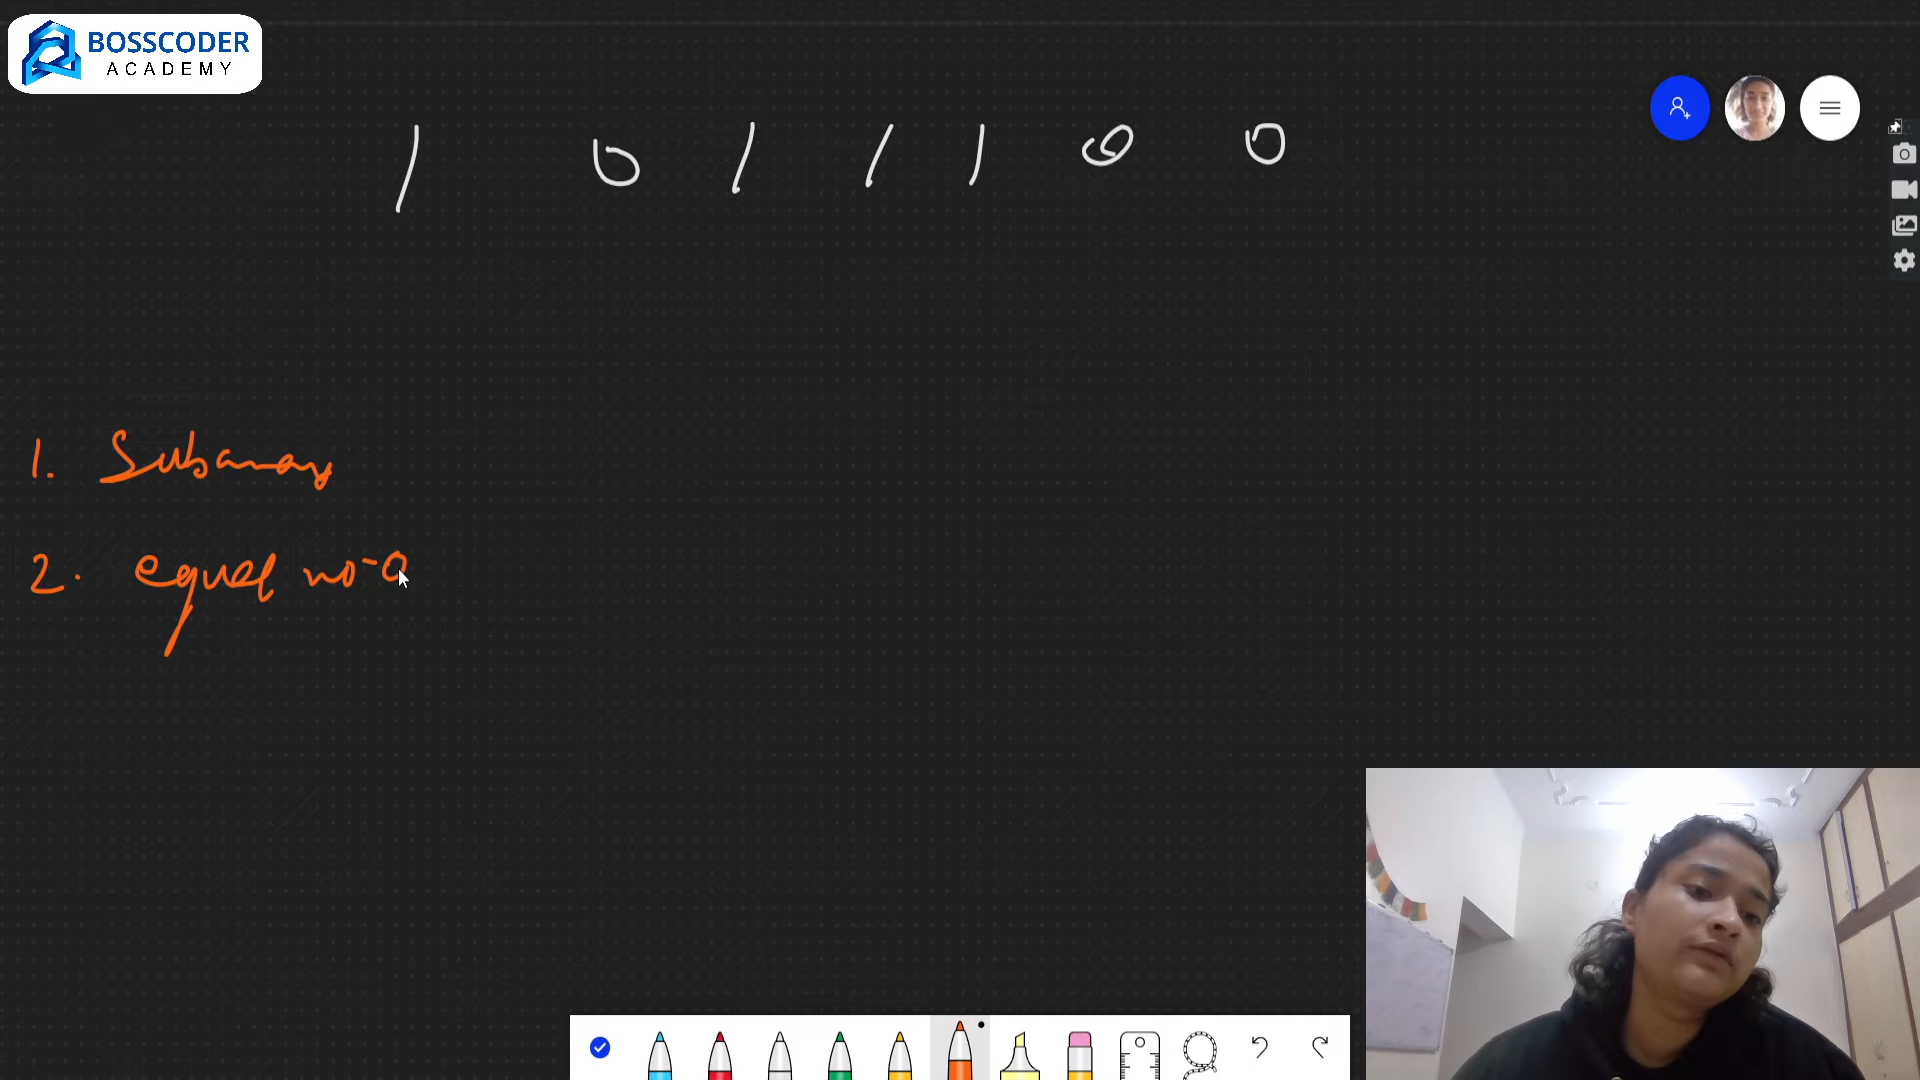 BOSSCODER
ACADEMY
1 0 1 1 1 0 0
1. Subarray
2. equal no-0